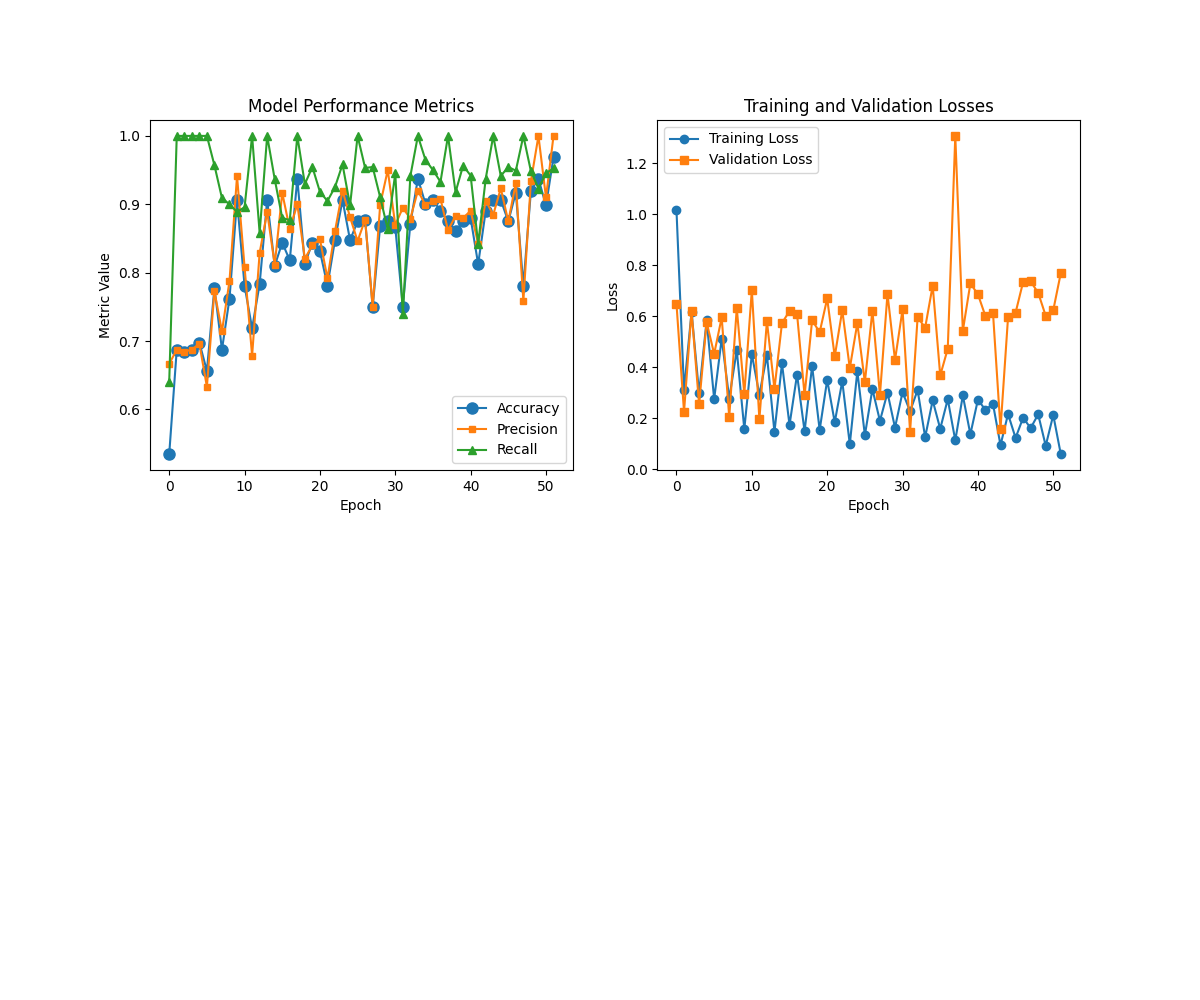 Model Performance Metrics
Metric Value
1.0
0.9
0.8
0.7
0.6
Accuracy
Precision
Recall
0 10 20 30 40 50
Epoch
Training and Validation Losses
Loss
1.2
1.0
0.8
0.6
0.4
0.2
0.0
Training Loss
Validation Loss
0 10 20 30 40 50
Epoch